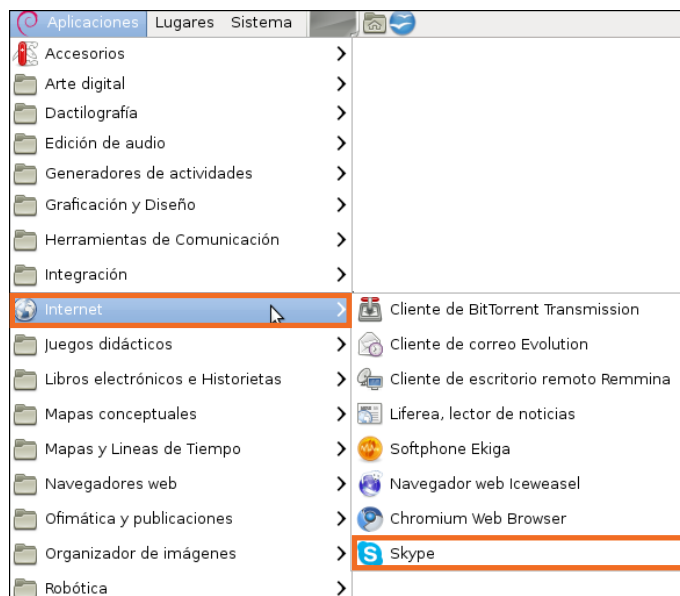 Aplicaciones Lugares Sistema
Accesorios
Arte digital
Dactilografía
Edición de audio
Generadores de actividades
Graficación y Diseño
Herramientas de Comunicación
Integración
Internet
Juegos didácticos
Libros electrónicos e Historietas
Mapas conceptuales
Mapas y Lineas de Tiempo
Navegadores web
Ofimática y publicaciones
Organizador de imágenes
Robótica
Cliente de BitTorrent Transmission
Cliente de correo Evolution
Cliente de escritorio remoto Remmina
Liferea, lector de noticias
Softphone Ekiga
Navegador web Iceweasel
Chromium Web Browser
Skype